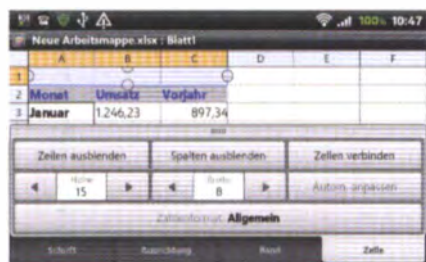 100% 10:47
Neue Arbeitsmappe.xlsx : Blatt1
A B C D E F
1
2 Monat Umsatz Vorjahr
3 Januar 1.246,23 897,34
Zeilen ausblenden Spalten ausblenden Zellen verbinden
Höhe Breite
15 8 Autom. anpassen
Zahlenformat: Allgemein
Schrift Ausrichtung Rand Zelle